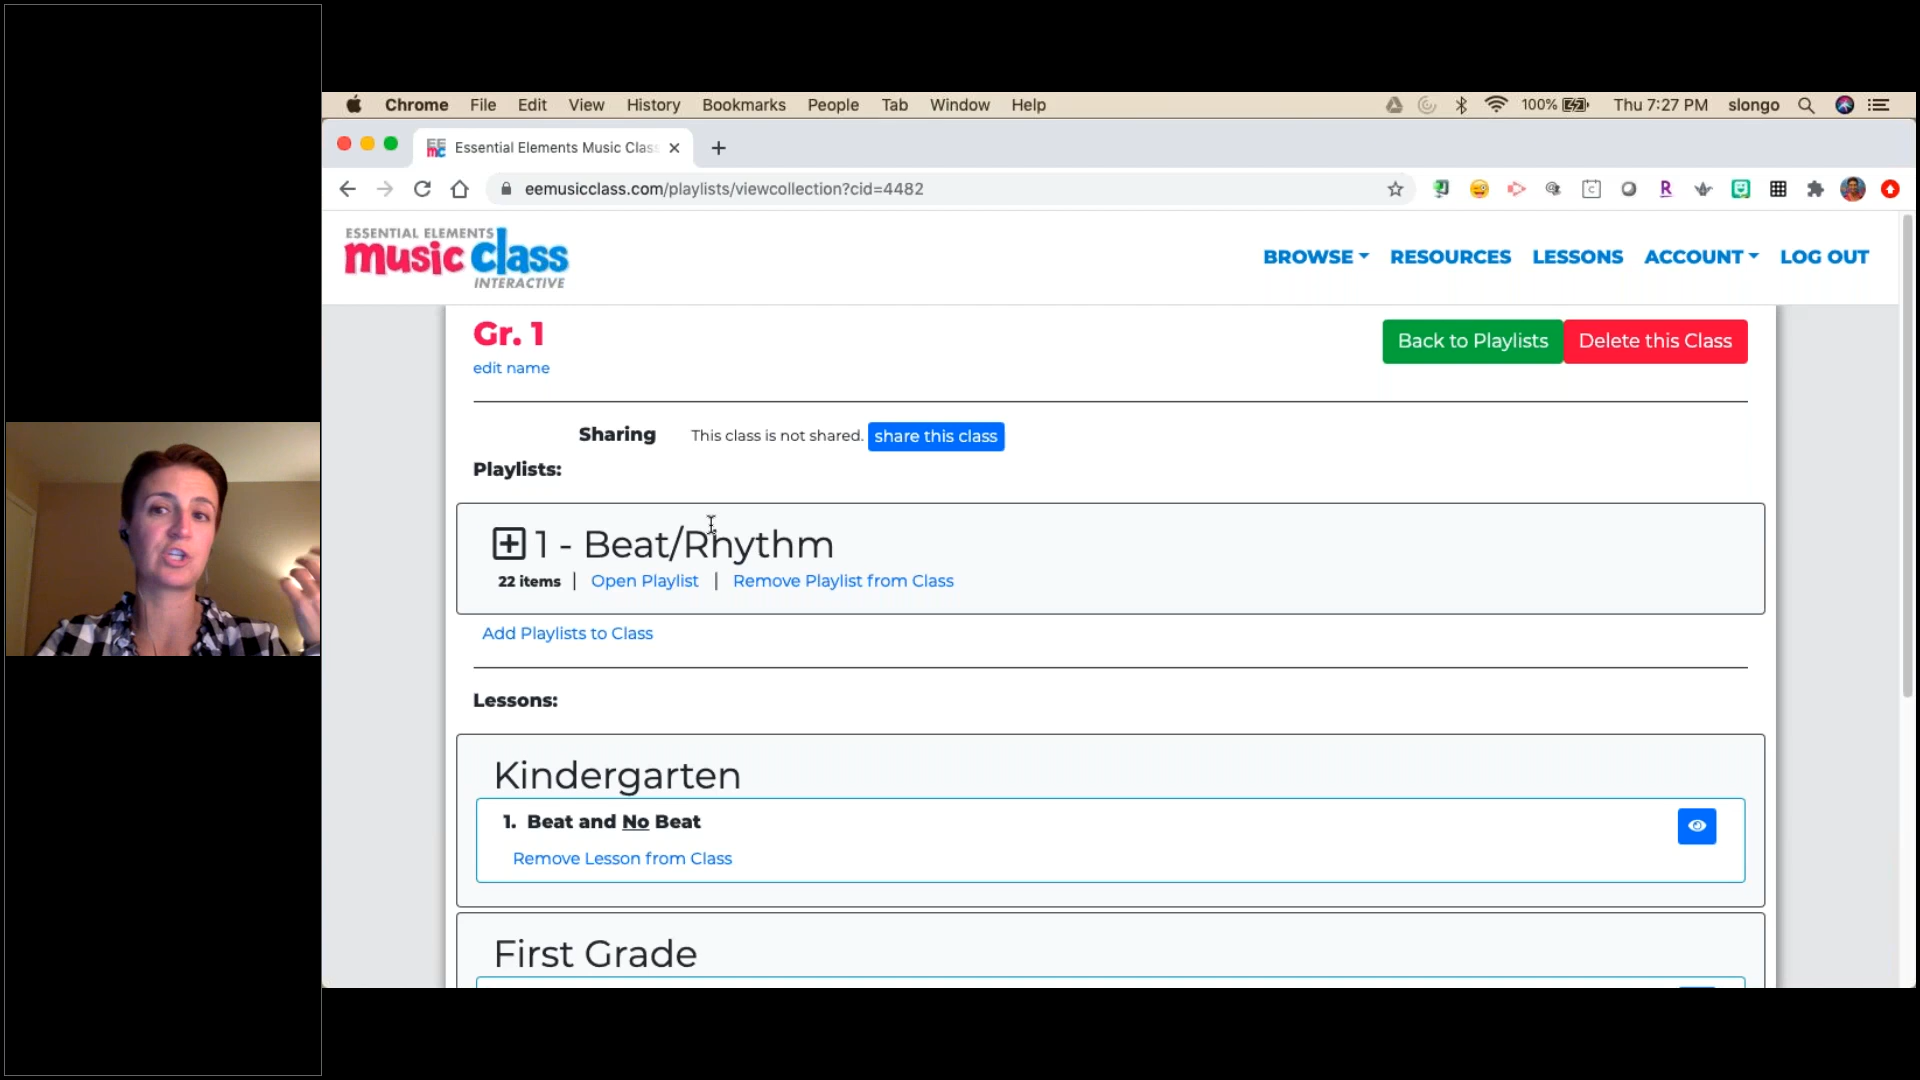 Chrome File Edit View History Bookmarks People Tab Window Help 100% Thu 7:27 PM slongo
Essential Elements Music Clas
eemusicclass.com/playlists/viewcollection?cid=4482
ESSENTIAL ELEMENTS
music class
INTERACTIVE
BROWSE RESOURCES LESSONS ACCOUNT LOG OUT
Gr. 1
edit name
Back to Playlists Delete this Class
Sharing This class is not shared. share this class
Playlists:
1 - Beat/Rhythm
22 items | Open Playlist | Remove Playlist from Class
Add Playlists to Class
Lessons:
Kindergarten
1. Beat and No Beat
Remove Lesson from Class
First Grade